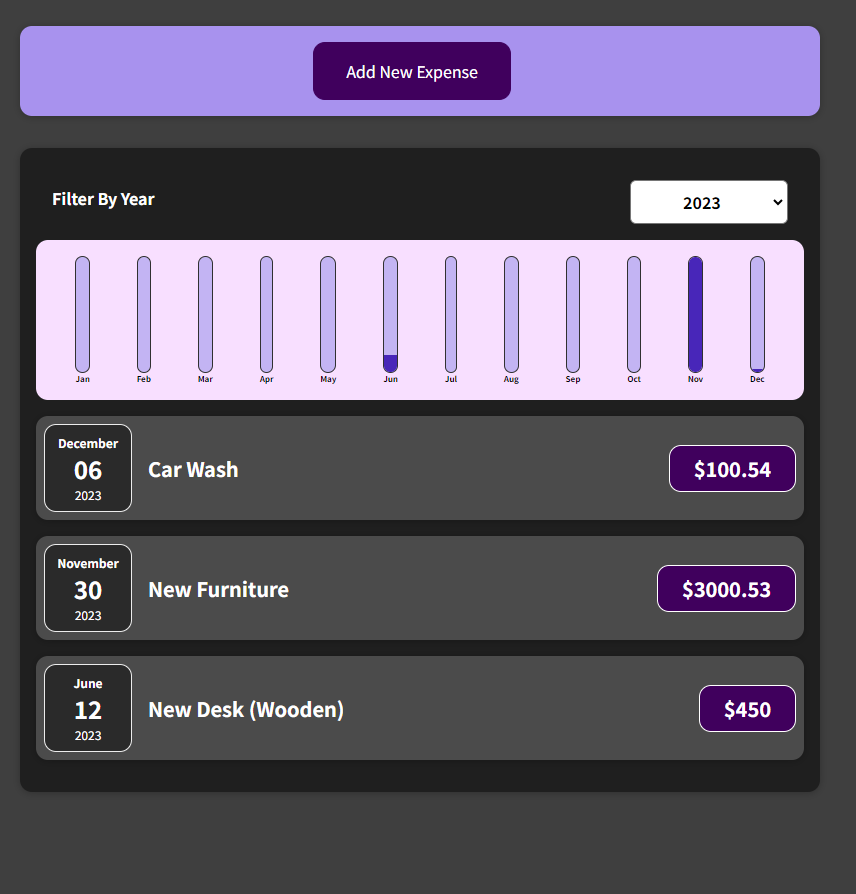 Add New Expense
Filter By Year
2023
Jan Feb Mar Apr May Jun Jul Aug Sep Oct Nov Dec
December
06
2023
Car Wash
$100.54
November
30
2023
New Furniture
$3000.53
June
12
2023
New Desk (Wooden)
$450